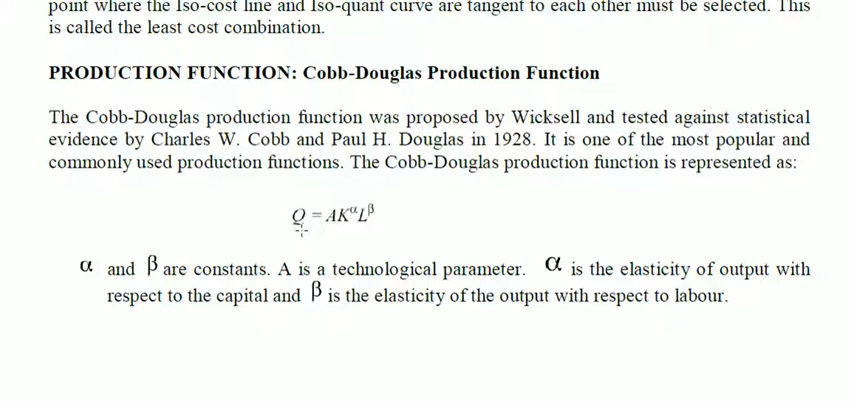 point where the Iso-cost line and Iso-quant curve are tangent to each other must be selected. This
is called the least cost combination.
PRODUCTION FUNCTION: Cobb-Douglas Production Function
The Cobb-Douglas production function was proposed by Wicksell and tested against statistical
evidence by Charles W. Cobb and Paul H. Douglas in 1928. It is one of the most popular and
commonly used production functions. The Cobb-Douglas production function is represented as:
Q = AK^α L^β
α and β are constants. A is a technological parameter. α is the elasticity of output with
respect to the capital and β is the elasticity of the output with respect to labour.